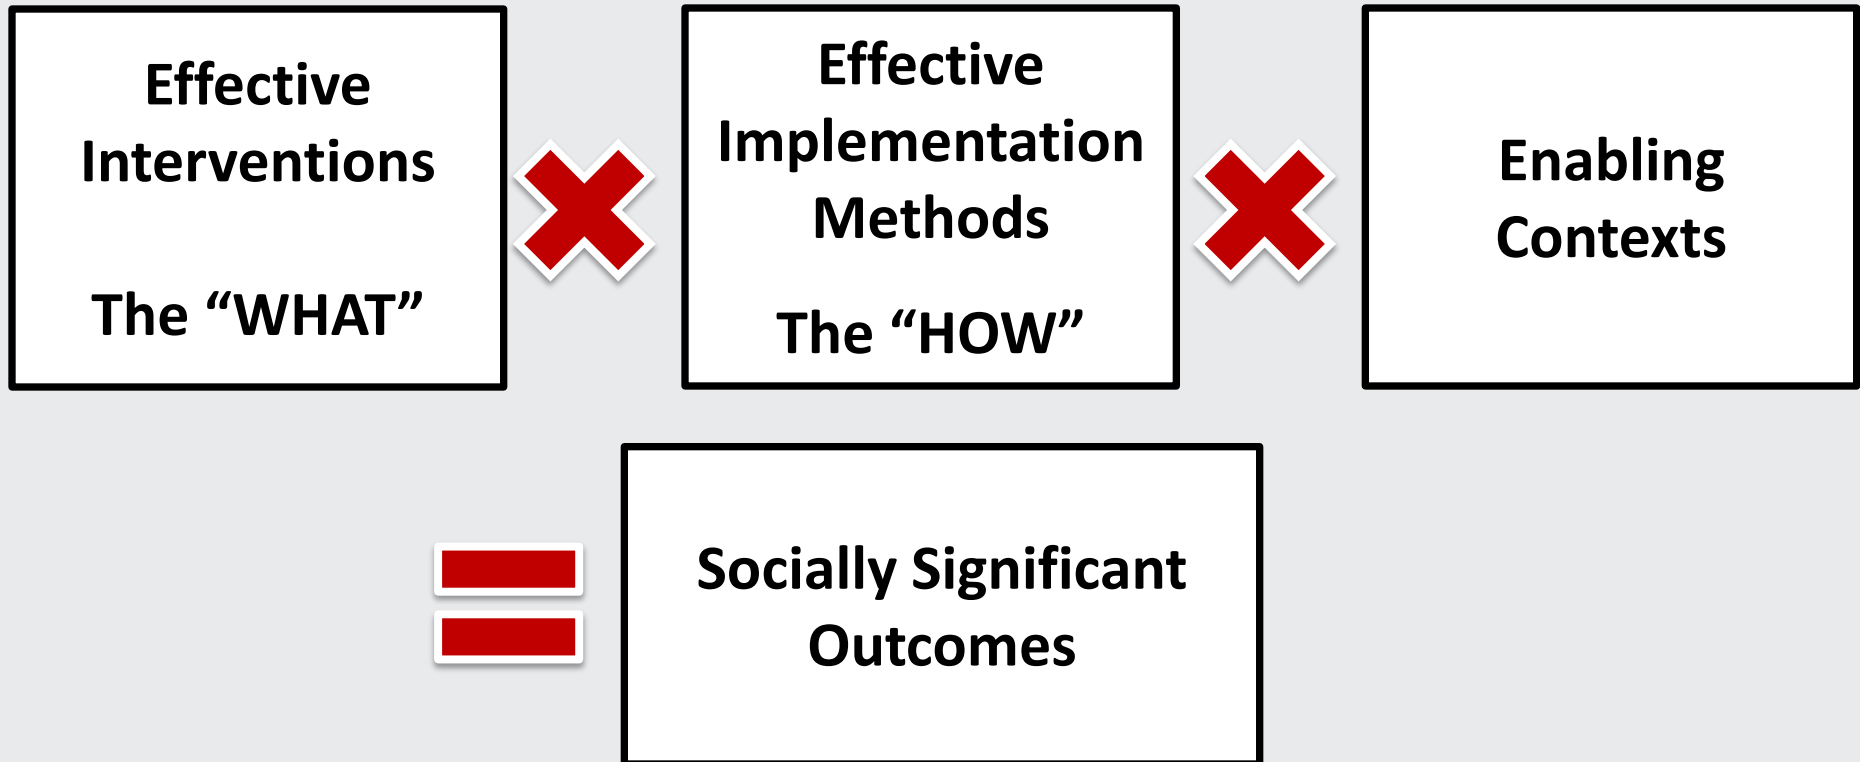 Effective
Interventions
The “WHAT”
Effective
Implementation
Methods
The “HOW”
Enabling
Contexts
Socially Significant
Outcomes